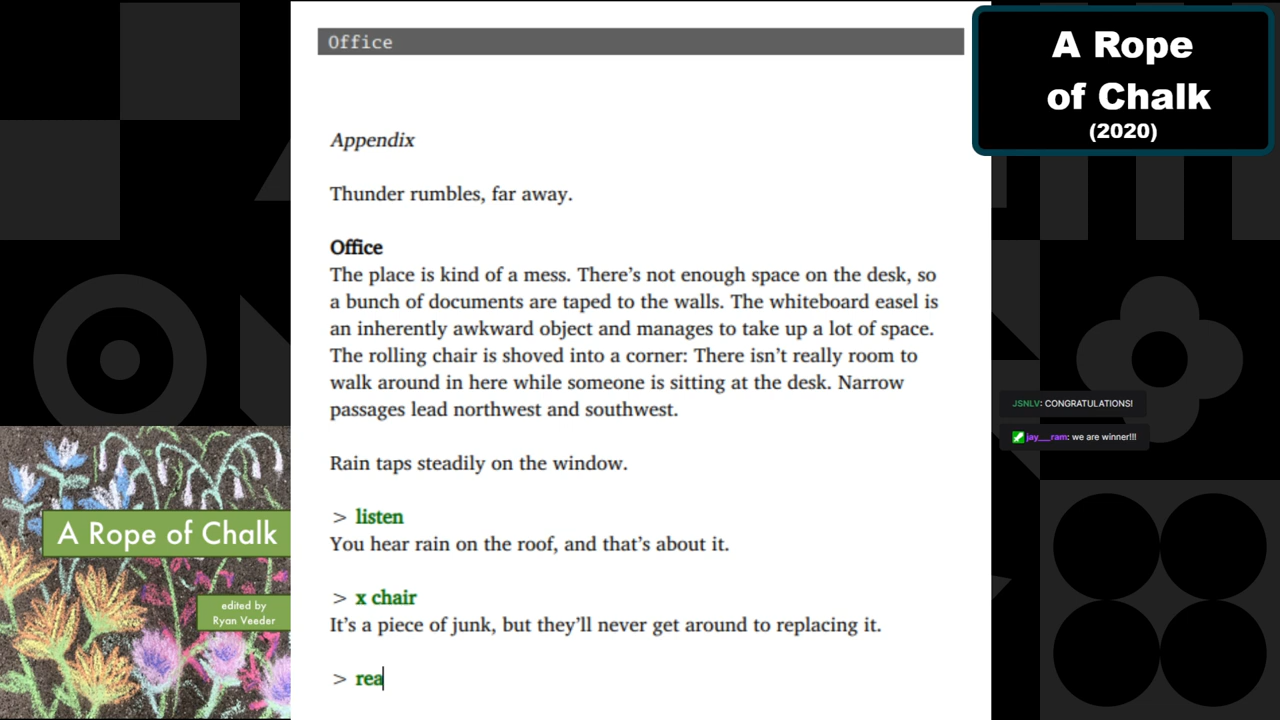 Office
Appendix
Thunder rumbles, far away.
Office
The place is kind of a mess. There’s not enough space on the desk, so
a bunch of documents are taped to the walls. The whiteboard easel is
an inherently awkward object and manages to take up a lot of space.
The rolling chair is shoved into a corner: There isn’t really room to
walk around in here while someone is sitting at the desk. Narrow
passages lead northwest and southwest.
Rain taps steadily on the window.
> listen
You hear rain on the roof, and that’s about it.
> x chair
It’s a piece of junk, but they’ll never get around to replacing it.
> rea
A Rope
of Chalk
(2020)
JSNLV: CONGRATULATIONS!
jay__ram: we are winner!!!
A Rope of Chalk
edited by
Ryan Veeder